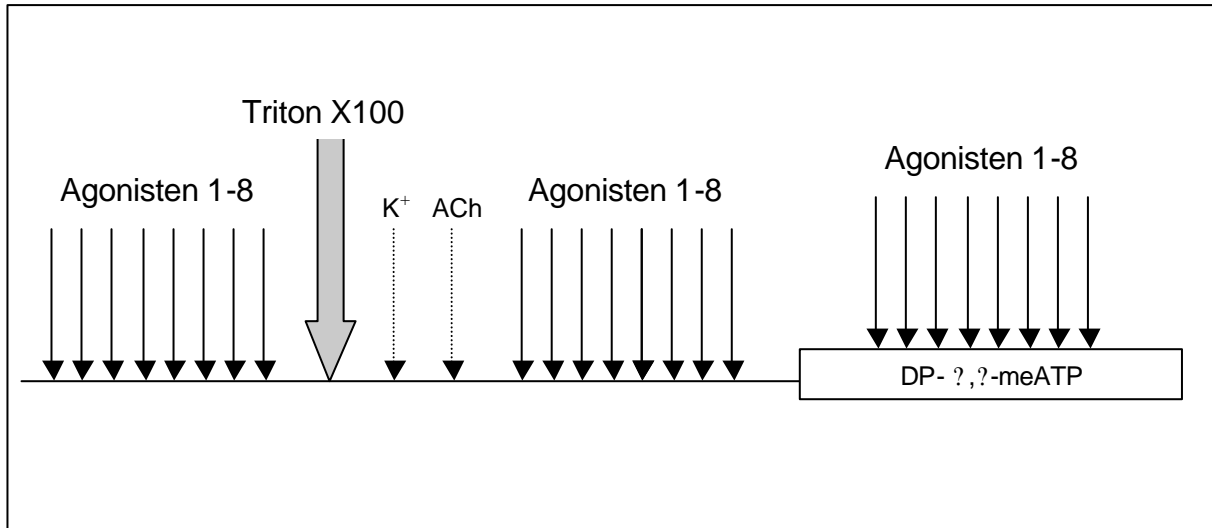 Triton X100
Agonisten 1-8
K⁺
ACh
Agonisten 1-8
Agonisten 1-8
DP- ?,?-meATP